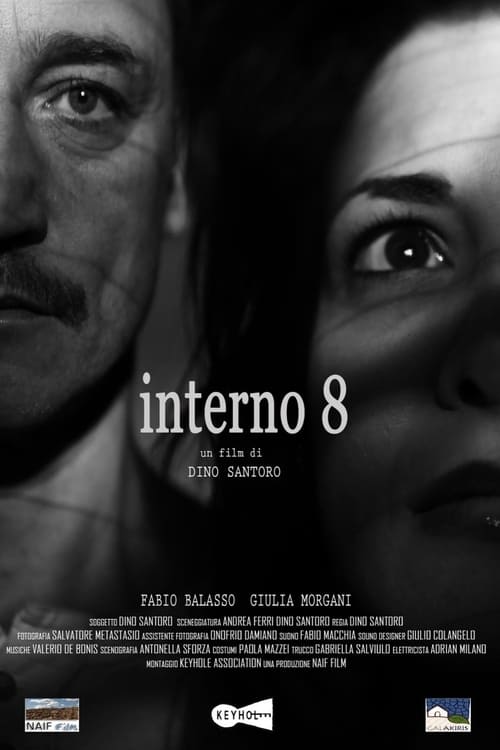 interno 8
un film di
DINO SANTORO
FABIO BALASSO GIULIA MORGANI
SOGGETTO DINO SANTORO SCENEGGIATURA ANDREA FERRI DINO SANTORO REGIA DINO SANTORO
FOTOGRAFIA SALVATORE METASTASIO ASSISTENTE FOTOGRAFIA ONOFRIO DAMIANO SUONO FABIO MACCHIA SOUND DESIGNER GIULIO COLANGELO
MUSICHE VALERIO DE BONIS SCENOGRAFIA ANTONELLA SFORZA COSTUMI PAOLA MAZZEI TRUCCO GABRIELLA SALVIULO ELETTRICISTA ADRIAN MILANO
MONTAGGIO KEYHOLE ASSOCIATION UNA PRODUZIONE NAIF FILM
NAIF Film
KEYHOLE
CALAKIRIS